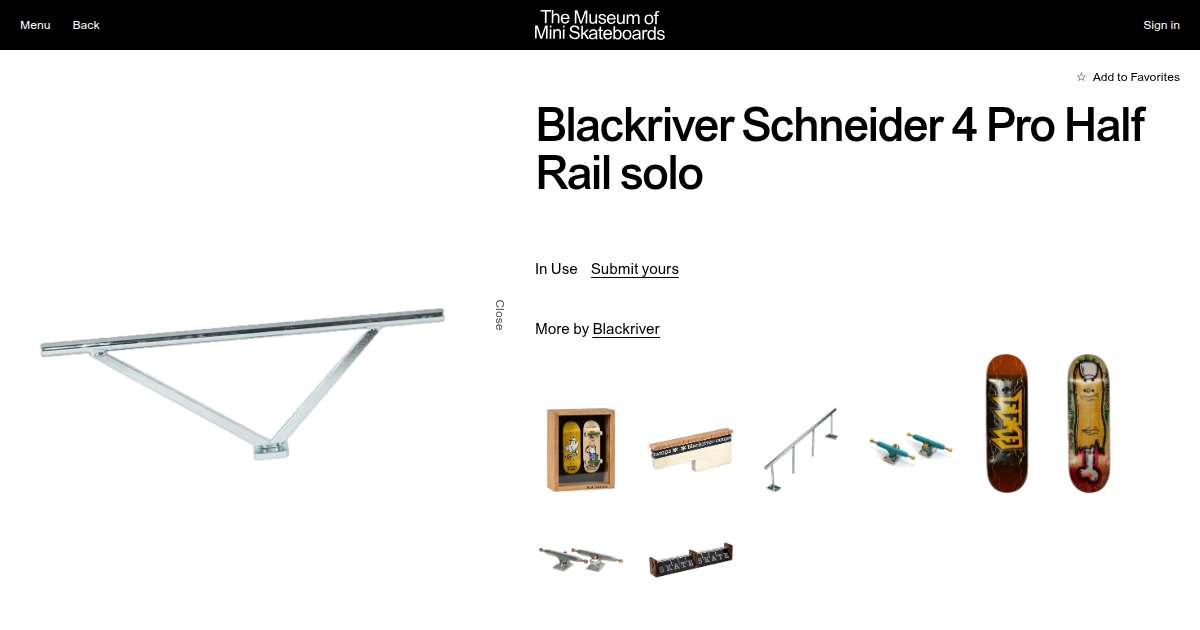 Menu
Back
The Museum of
Mini Skateboards
Sign in
☆ Add to Favorites
Blackriver Schneider 4 Pro Half
Rail solo
In Use Submit yours
Close
More by Blackriver